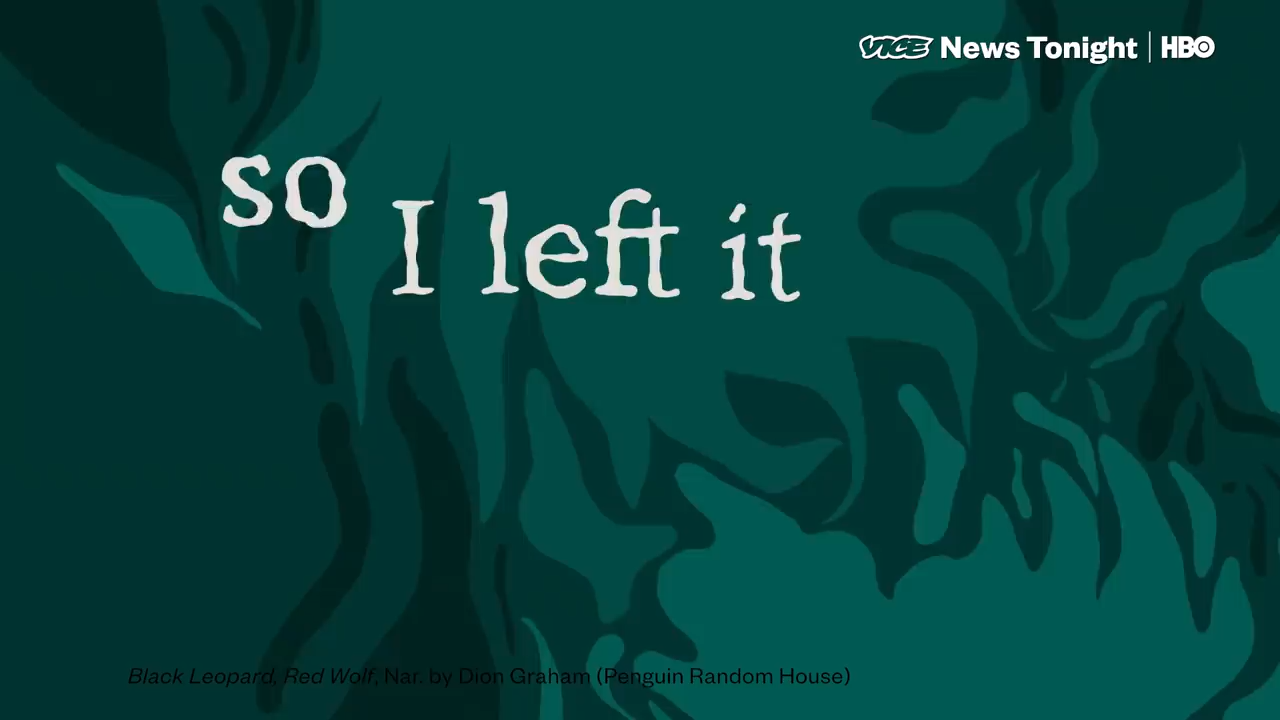 VICE News Tonight | HBO
so I left it
Black Leopard, Red Wolf, Nar. by Dion Graham (Penguin Random House)